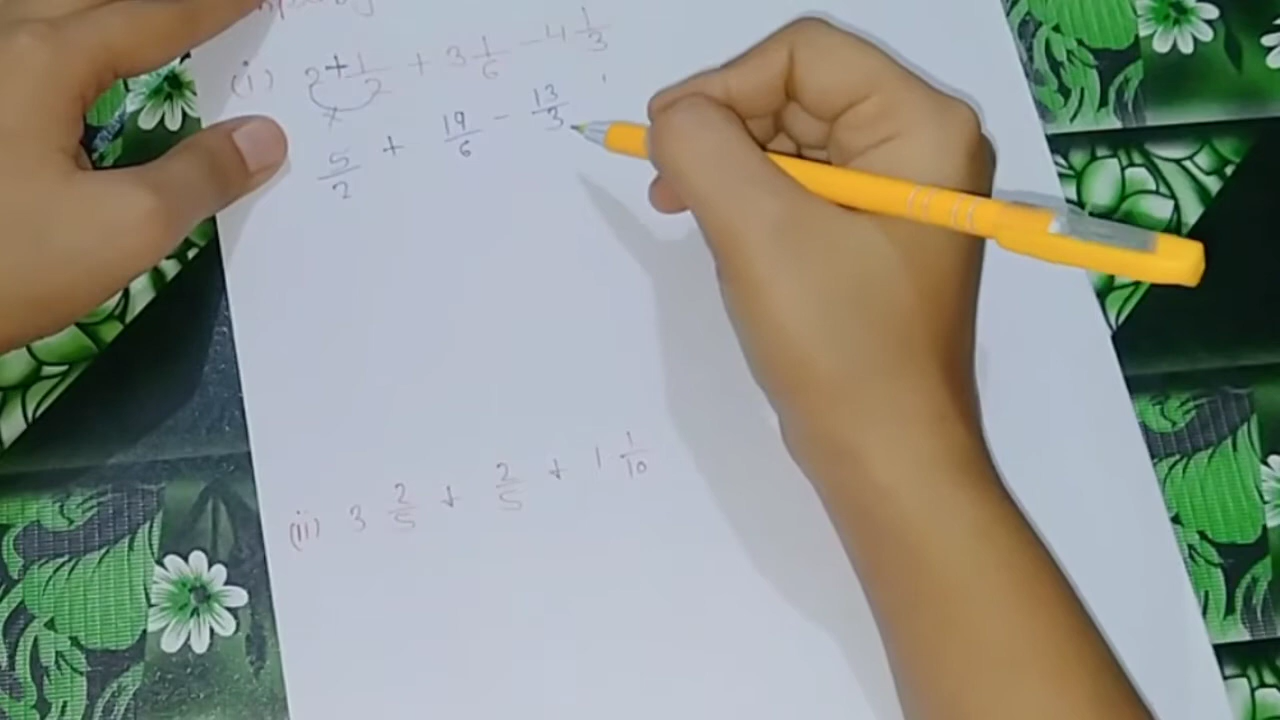 (i) 2 + 1/2 + 3 1/6 - 4 1/3
×
5/2 + 19/6 - 13/3
(ii) 3 2/5 + 2/5 + 1 1/10